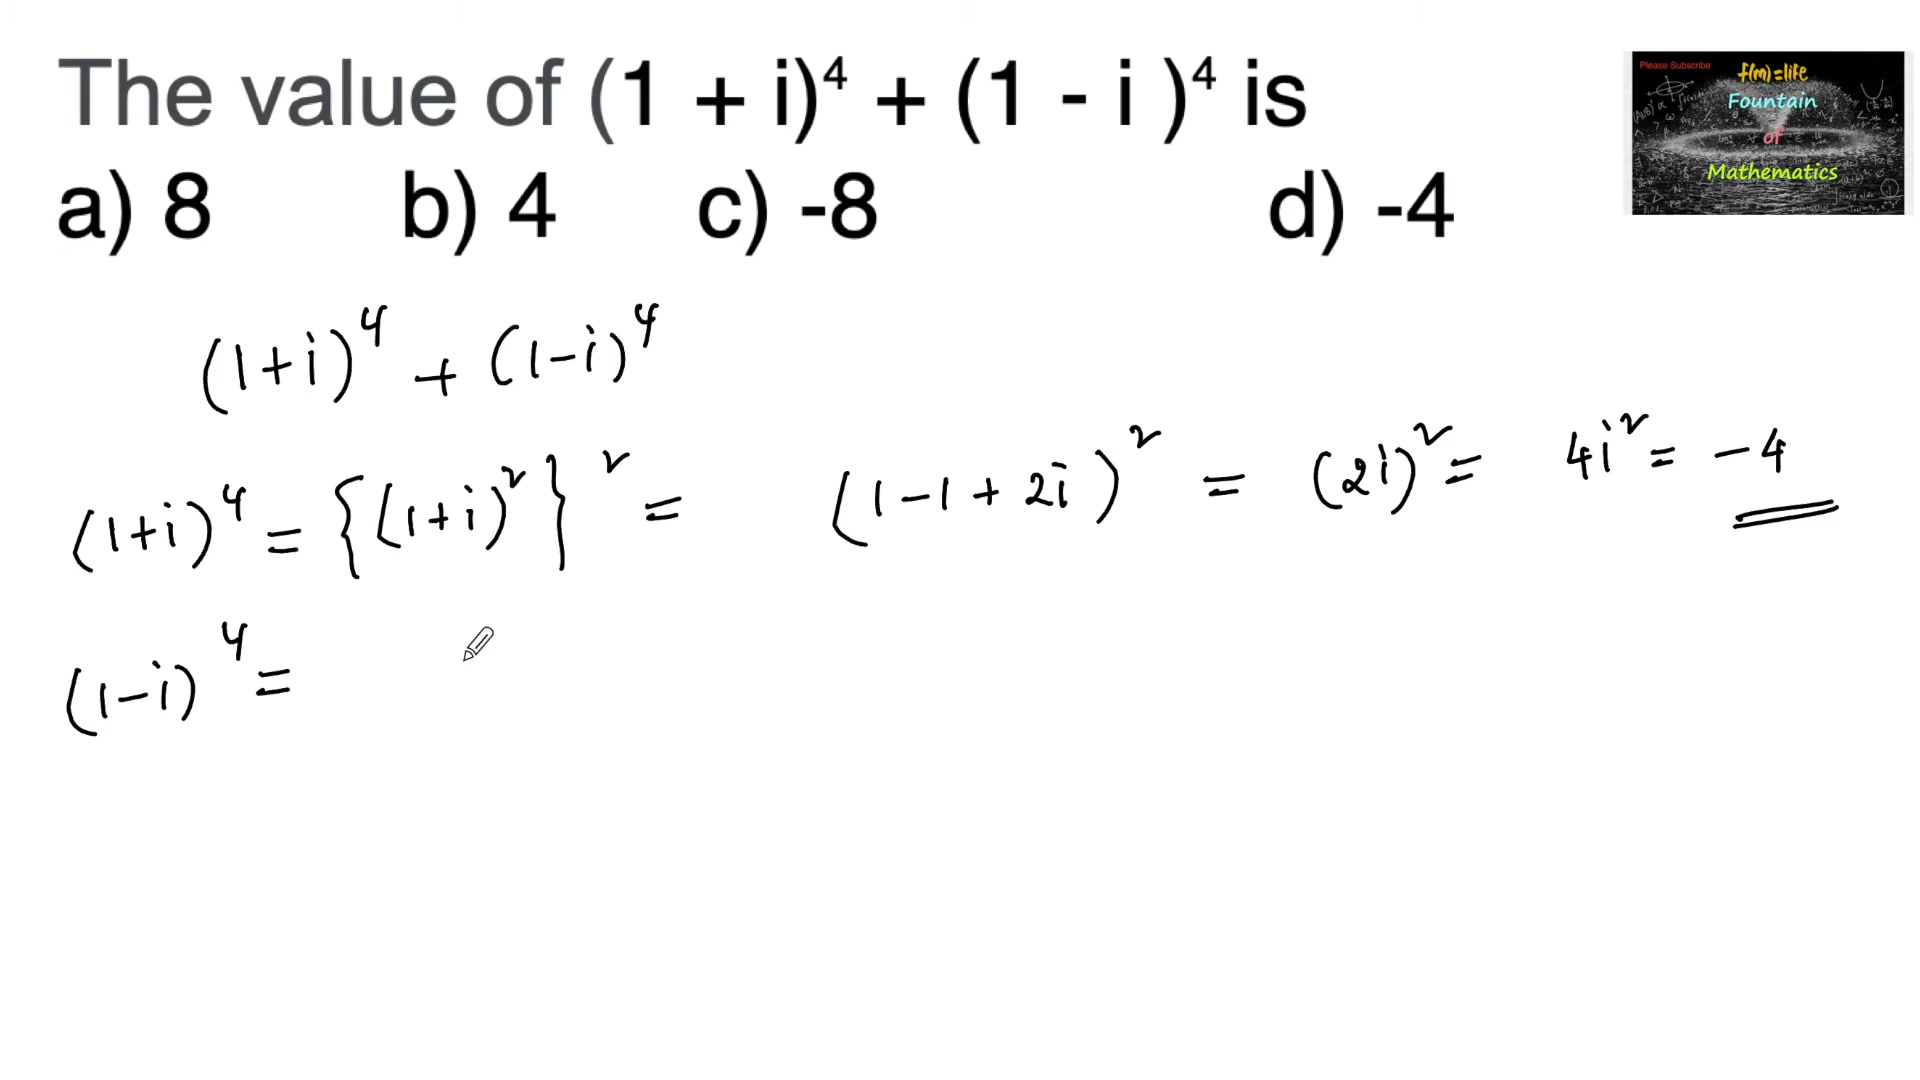 The value of (1 + i)⁴ + (1 - i )⁴ is
a) 8 b) 4 c) -8 d) -4
Please Subscribe
f(m)=life
Fountain
of
Mathematics
(1+i)⁴ + (1-i)⁴
(1+i)⁴ = {(1+i)²}² = (1-1+2i)² = (2i)² = 4i² = -4
(1-i)⁴ =